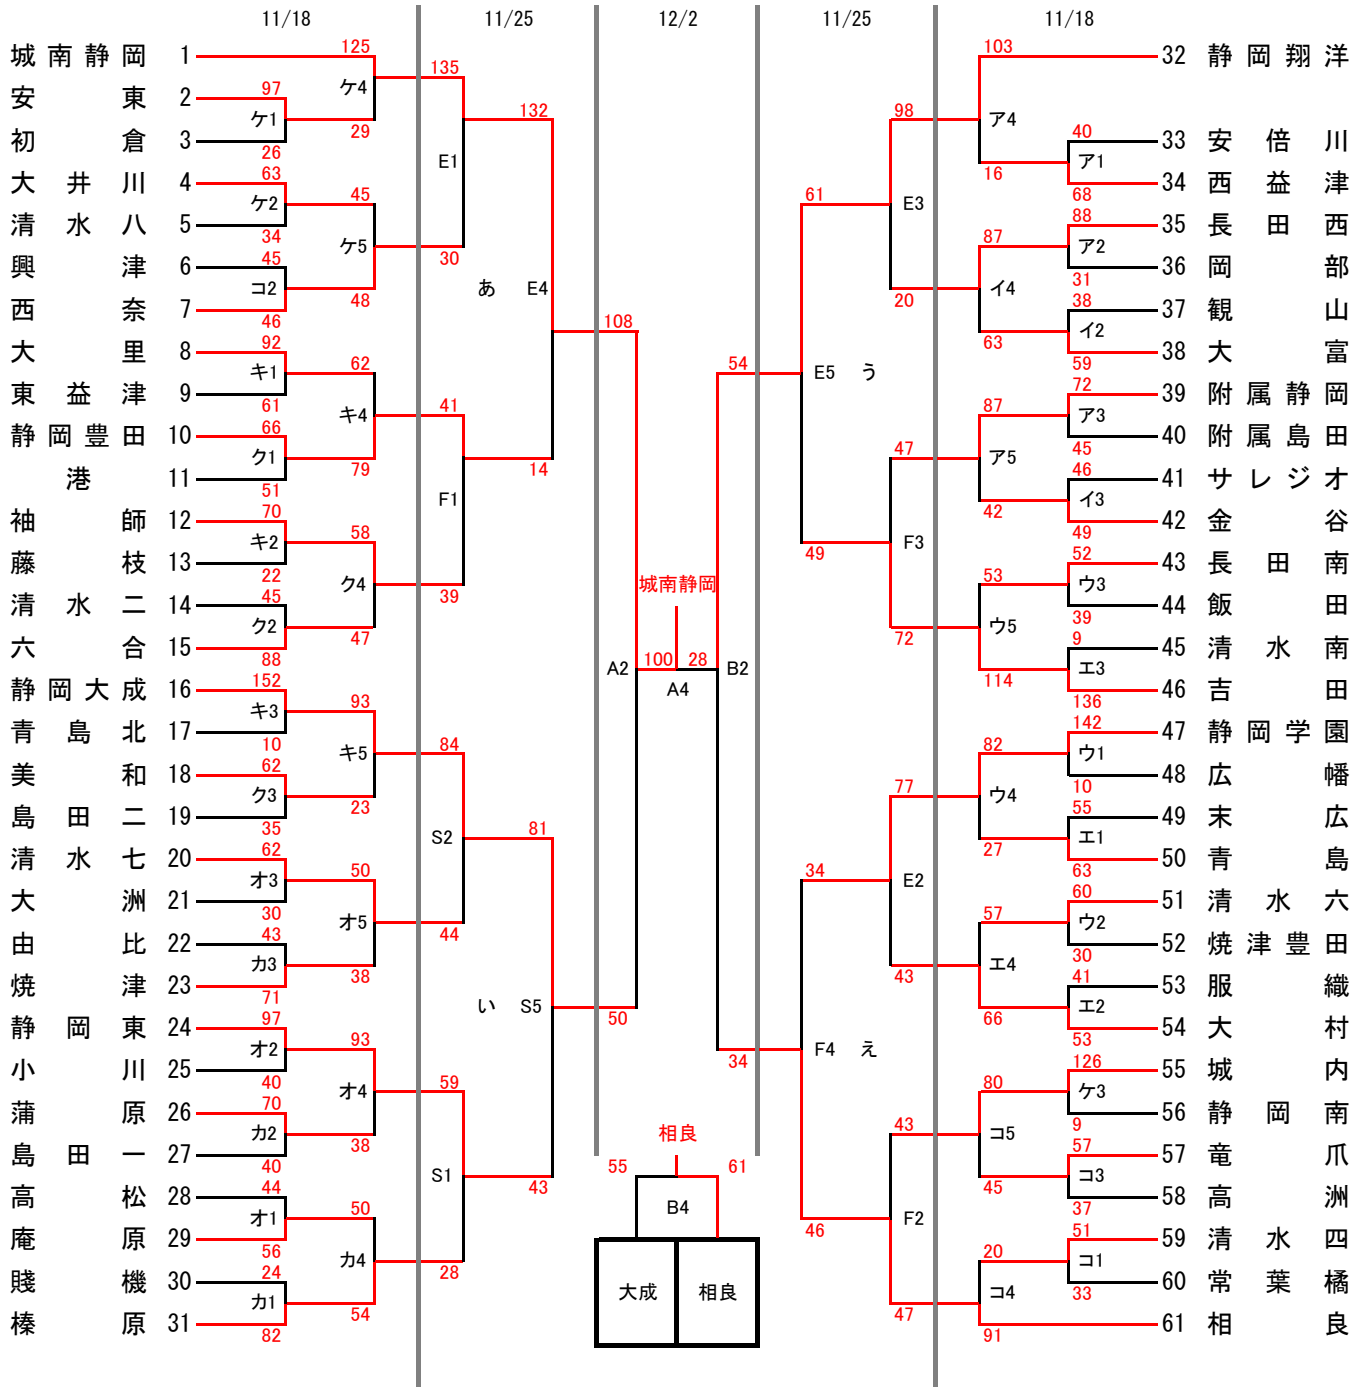 11/18 11/25 12/2 11/25 11/18
城南静岡 1 125 103 32 静岡翔洋
135
ケ4
安東 2 97 132 98
ケ1 29 ア4 40 33 安倍川
初倉 3 26 E1 16 ア1
大井川 4 63 68 34 西益津
ケ2 45 61 E3 88 35 長田西
清水八 5 34 ケ5 87 ア2
興津 6 45 30 31 36 岡部
コ2 48 あ E4 20 イ4 38 37 観山
西奈 7 46 108 63 イ2
大里 8 92 59 38 大富
キ1 62 54 E5 う 72 39 附属静岡
東益津 9 61 キ4 41 87 ア3
静岡豊田 10 66 47 45 40 附属島田
ク1 79 14 ア5 46 41 サレジオ
港 11 51 F1 42 イ3
袖師 12 70 49 42 金谷
キ2 58 49 F3 52 43 長田南
藤枝 13 22 ク4 39 城南静岡 53 ウ3
清水二 14 45 39 44 飯田
ク2 47 72 ウ5 9 45 清水南
六合 15 88 A2 100 28 B2 114 エ3
静岡大成 16 152 A4 136 46 吉田
キ3 93 142 47 静岡学園
青島北 17 10 キ5 84 82 ウ1
美和 18 62 77 10 48 広幡
ク3 23 ウ4 55 49 末広
島田二 19 35 S2 81 27 エ1
清水七 20 62 63 50 青島
オ3 50 34 E2 60 51 清水六
大洲 21 30 オ5 44 57 ウ2
由比 22 43 30 52 焼津豊田
カ3 38 43 エ4 41 53 服織
焼津 23 71 い S5 66 エ2
静岡東 24 97 50 53 54 大村
オ2 93 34 F4 え 126 55 城内
小川 25 40 オ4 59 80 ケ3
蒲原 26 70 43 9 56 静岡南
カ2 38 相良 コ5 57 57 竜爪
島田一 27 40 S1 43 55 61 45 コ3
高松 28 44 37 58 高洲
オ1 50 B4 46 F2 51 59 清水四
庵原 29 56 カ4 28 20 コ1
賤機 30 24 大成 相良 33 60 常葉橘
カ1 54 47 コ4
榛原 31 82 91 61 相良